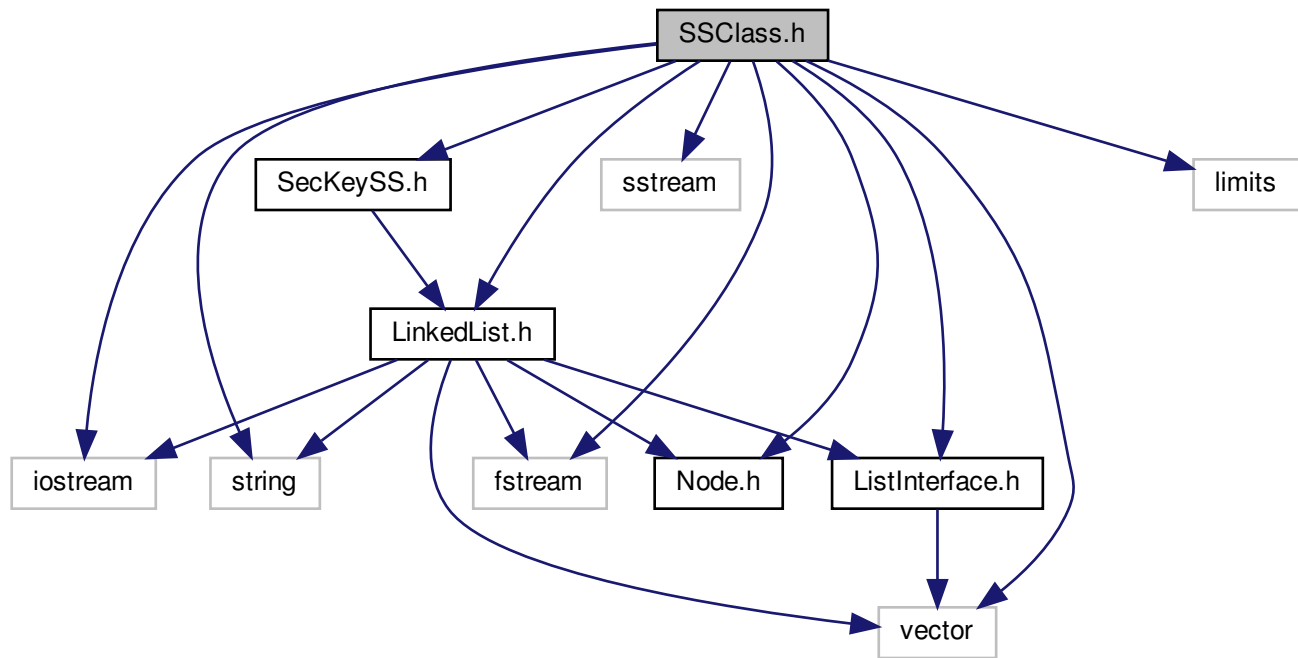 SSClass.h
SecKeySS.h
sstream
limits
LinkedList.h
iostream
string
fstream
Node.h
ListInterface.h
vector